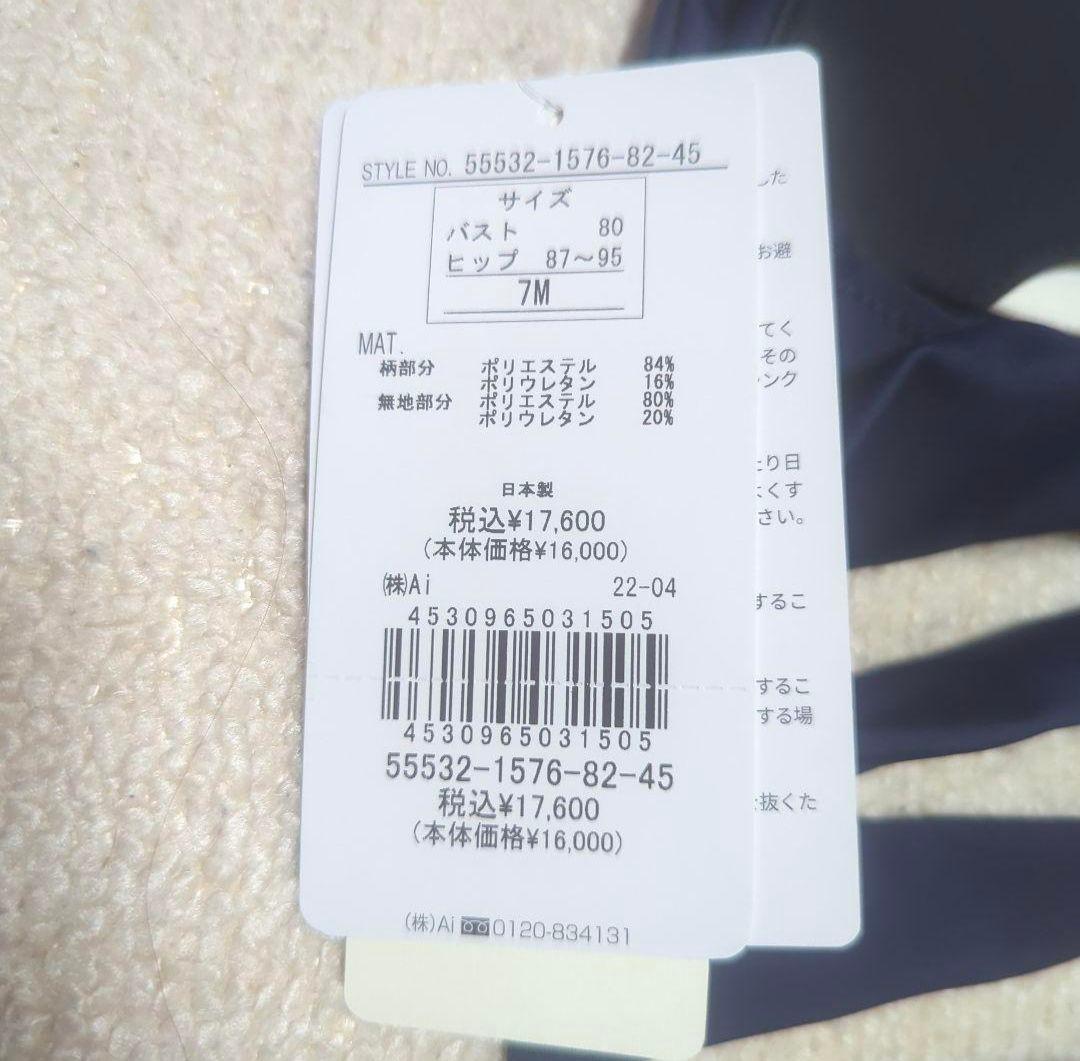 STYLE NO. 55532-1576-82-45
サイズ
バスト 80
ヒップ 87～95
7M
MAT.
柄部分 ポリエステル 84%
ポリウレタン 16%
無地部分 ポリエステル 80%
ポリウレタン 20%
日本製
税込¥17,600
(本体価格¥16,000)
㈱Ai 22-04
4530965031505
4530965031505
55532-1576-82-45
税込¥17,600
(本体価格¥16,000)
(株)Ai 0120-834131
した
お避
てく
その
ンク
たり日
よくす
さい。
するこ
するこ
する場
抜くた